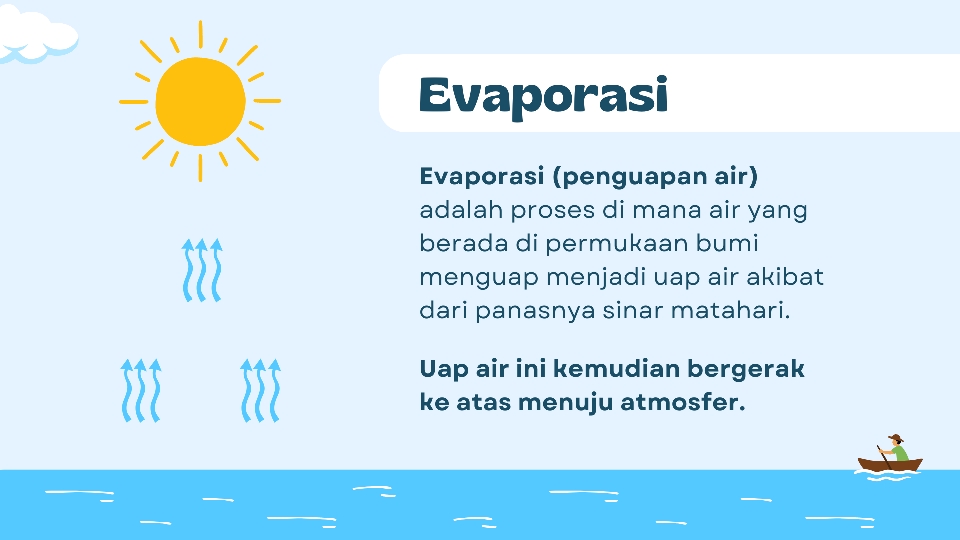 Evaporasi
Evaporasi (penguapan air)
adalah proses di mana air yang
berada di permukaan bumi
menguap menjadi uap air akibat
dari panasnya sinar matahari.
Uap air ini kemudian bergerak
ke atas menuju atmosfer.